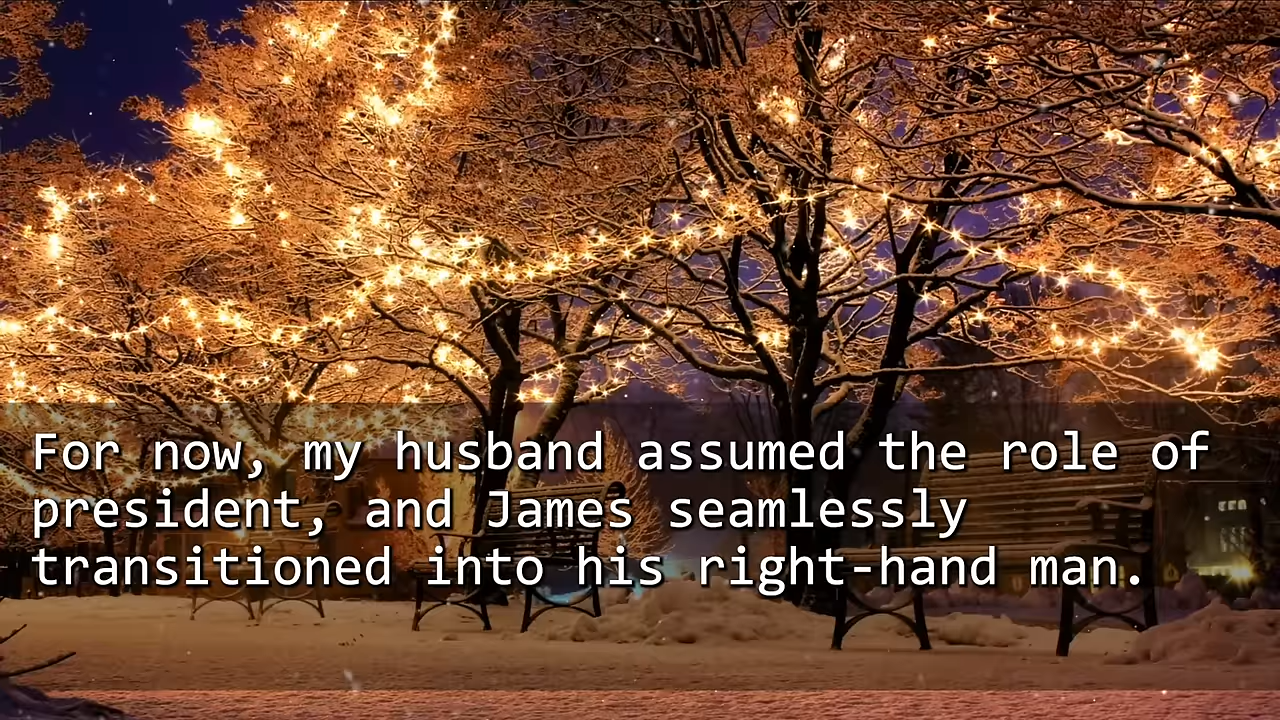 For now, my husband assumed the role of
president, and James seamlessly
transitioned into his right-hand man.